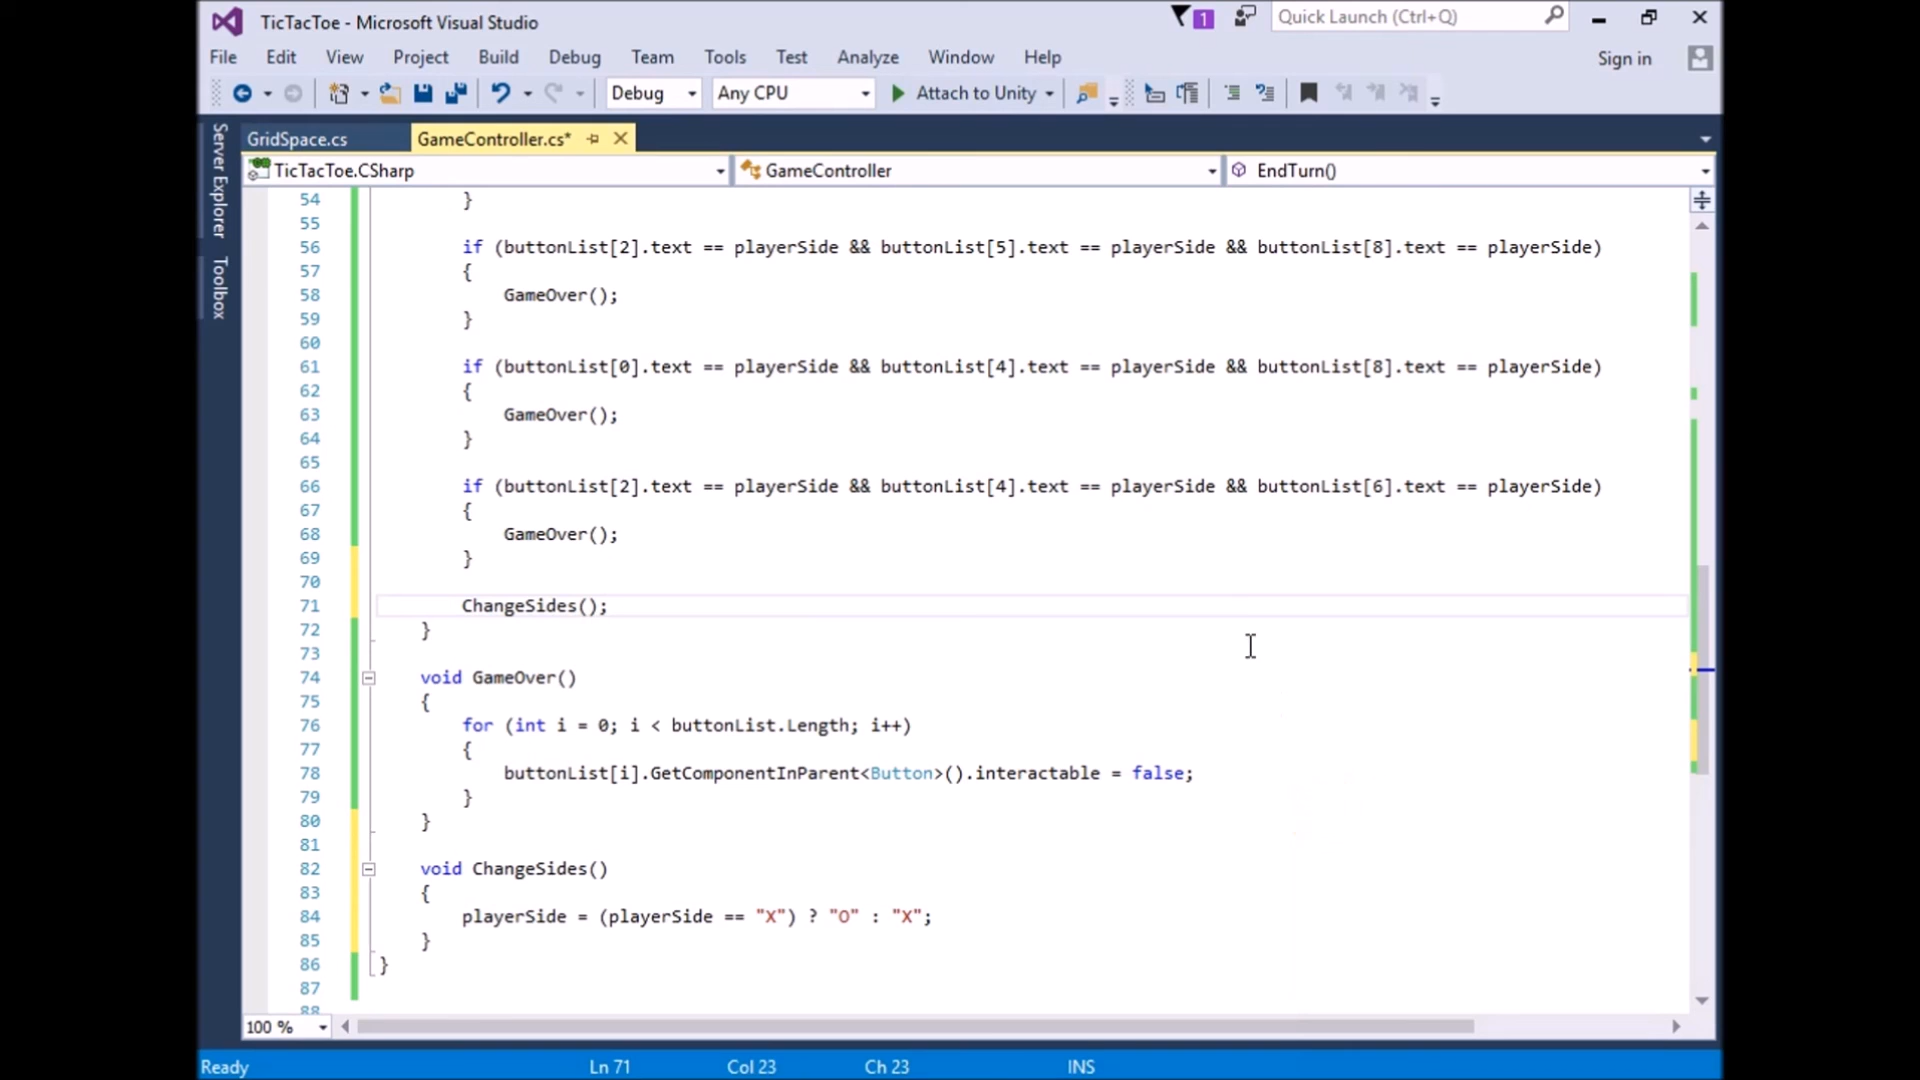 TicTacToe - Microsoft Visual Studio
1
Quick Launch (Ctrl+Q)
File Edit View Project Build Debug Team Tools Test Analyze Window Help
Sign in
Debug Any CPU Attach to Unity
Server Explorer
Toolbox
GridSpace.cs GameController.cs*
TicTacToe.CSharp GameController EndTurn()
54 }
55
56 if (buttonList[2].text == playerSide && buttonList[5].text == playerSide && buttonList[8].text == playerSide)
57 {
58 GameOver();
59 }
60
61 if (buttonList[0].text == playerSide && buttonList[4].text == playerSide && buttonList[8].text == playerSide)
62 {
63 GameOver();
64 }
65
66 if (buttonList[2].text == playerSide && buttonList[4].text == playerSide && buttonList[6].text == playerSide)
67 {
68 GameOver();
69 }
70
71 ChangeSides();
72 }
73
74 void GameOver()
75 {
76 for (int i = 0; i < buttonList.Length; i++)
77 {
78 buttonList[i].GetComponentInParent<Button>().interactable = false;
79 }
80 }
81
82 void ChangeSides()
83 {
84 playerSide = (playerSide == "X") ? "O" : "X";
85 }
86 }
87
88
100 %
Ready Ln 71 Col 23 Ch 23 INS